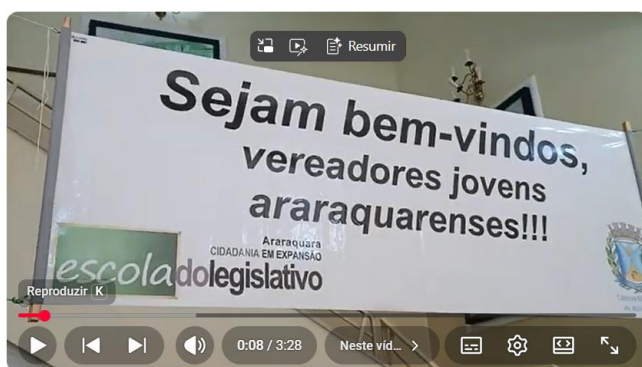 Resumir
Sejam bem-vindos,
vereadores jovens
araraquarenses!!!
Araraquara
CIDADANIA EM EXPANSÃO
escoladolegislativo
Reproduzir K
0:08 / 3:28
Neste víd... >